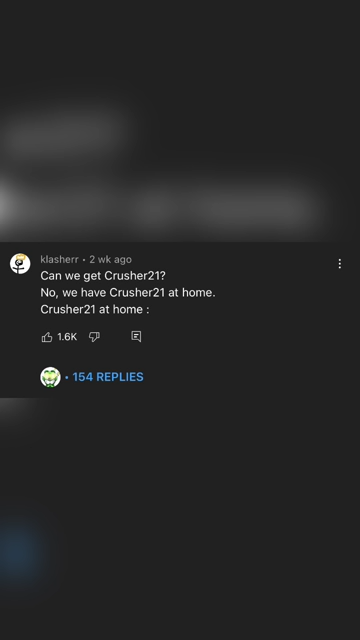 klasherr • 2 wk ago
Can we get Crusher21?
No, we have Crusher21 at home.
Crusher21 at home :
1.6K
• 154 REPLIES